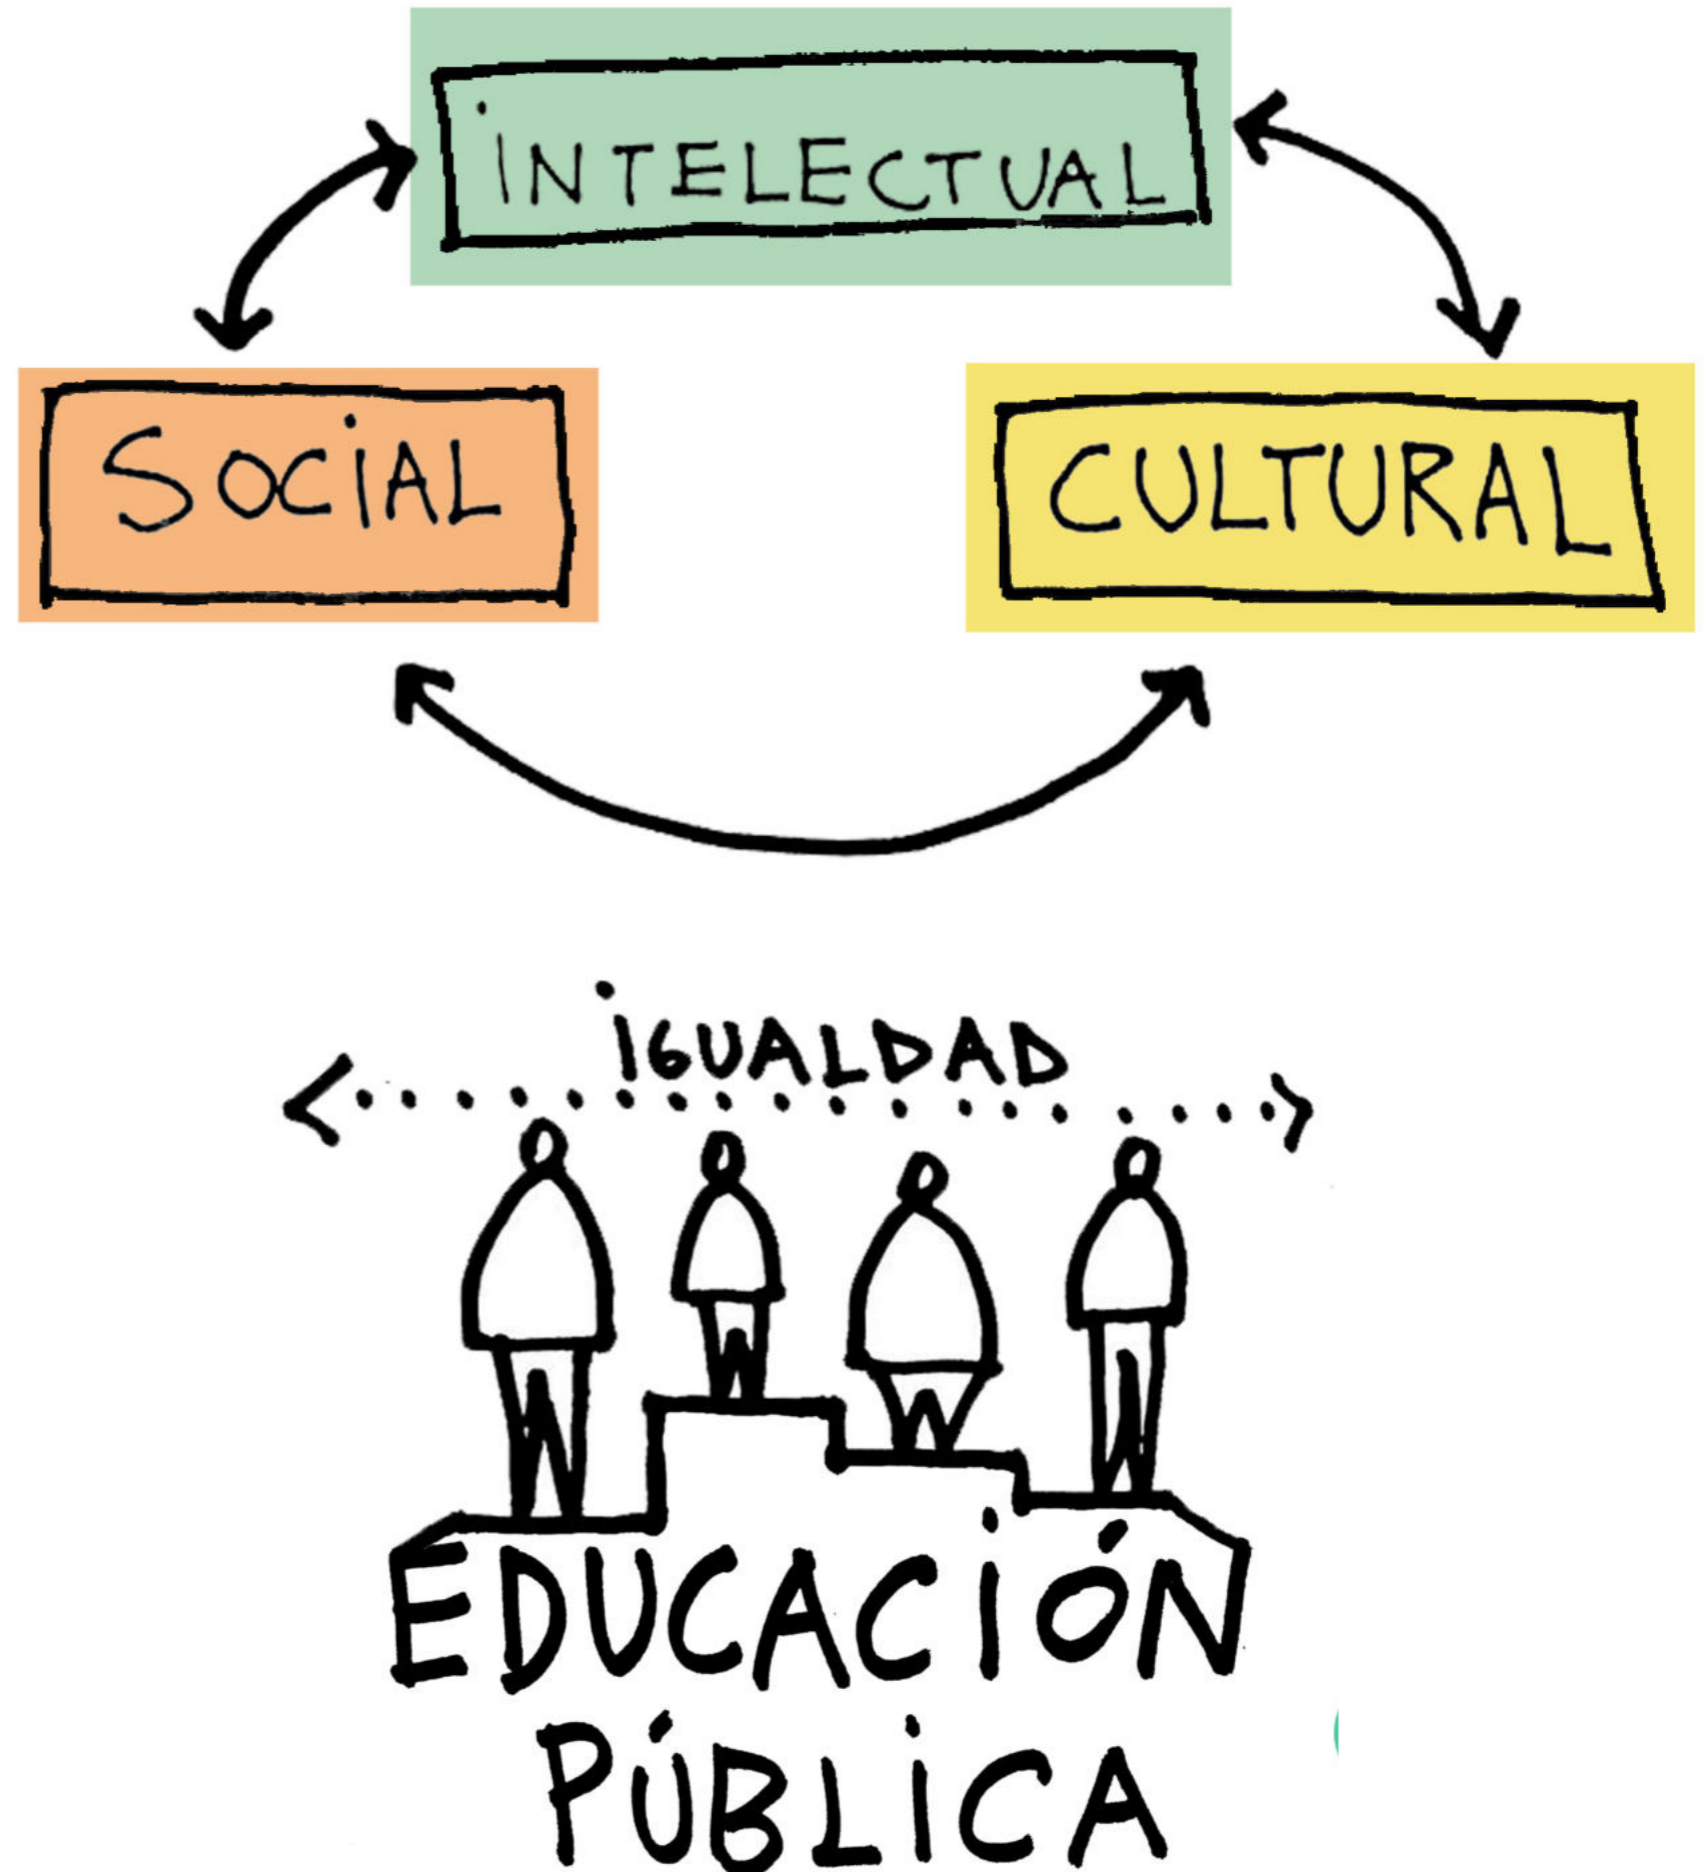 iNTELECTUAL
SOCiAL
CULTURAL
iGUALDAD
EDUCACiÓN
PÚBLiCA